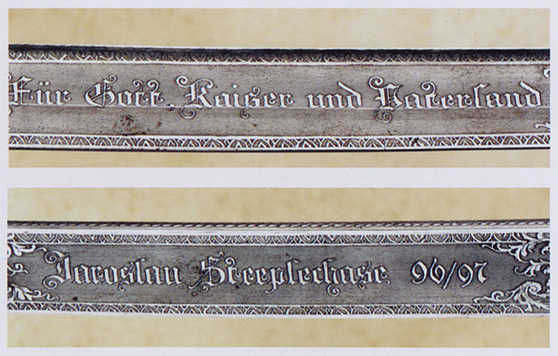 Für Gott, Kaiser und Vaterland
Jaroslau Steeplechase 96/97